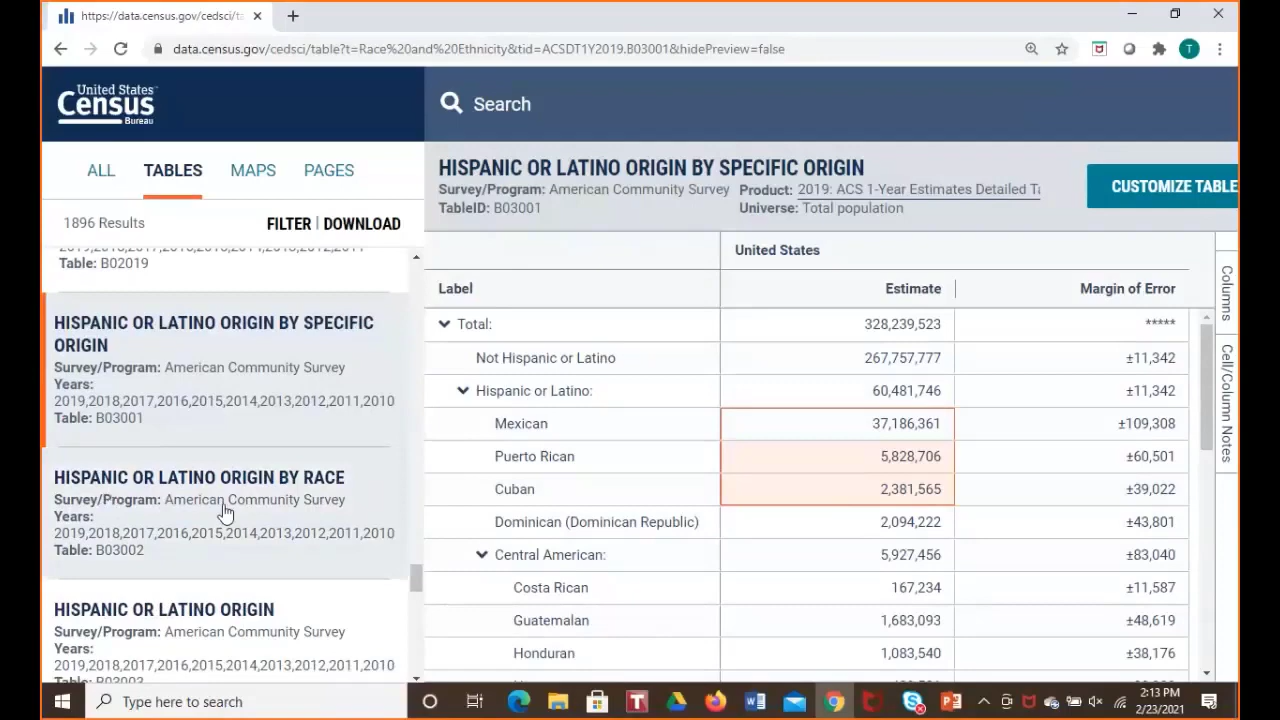 https://data.census.gov/cedsci/ta
data.census.gov/cedsci/table?t=Race%20and%20Ethnicity&tid=ACSDT1Y2019.B03001&hidePreview=false
T
United States
Census
Bureau
Search
ALL TABLES MAPS PAGES
1896 Results FILTER | DOWNLOAD
2019,2018,2017,2016,2015,2014,2013,2012,2011
Table: B02019
HISPANIC OR LATINO ORIGIN BY SPECIFIC
ORIGIN
Survey/Program: American Community Survey
Years:
2019,2018,2017,2016,2015,2014,2013,2012,2011,2010
Table: B03001
HISPANIC OR LATINO ORIGIN BY RACE
Survey/Program: American Community Survey
Years:
2019,2018,2017,2016,2015,2014,2013,2012,2011,2010
Table: B03002
HISPANIC OR LATINO ORIGIN
Survey/Program: American Community Survey
Years:
2019,2018,2017,2016,2015,2014,2013,2012,2011,2010
Table: B03003
HISPANIC OR LATINO ORIGIN BY SPECIFIC ORIGIN
Survey/Program: American Community Survey Product: 2019: ACS 1-Year Estimates Detailed Ta
TableID: B03001 Universe: Total population
CUSTOMIZE TABLE
United States
Label Estimate Margin of Error
Total: 328,239,523 *****
Not Hispanic or Latino 267,757,777 ±11,342
Hispanic or Latino: 60,481,746 ±11,342
Mexican 37,186,361 ±109,308
Puerto Rican 5,828,706 ±60,501
Cuban 2,381,565 ±39,022
Dominican (Dominican Republic) 2,094,222 ±43,801
Central American: 5,927,456 ±83,040
Costa Rican 167,234 ±11,587
Guatemalan 1,683,093 ±48,619
Honduran 1,083,540 ±38,176
Columns
Cell/Column Notes
Type here to search
2:13 PM
2/23/2021